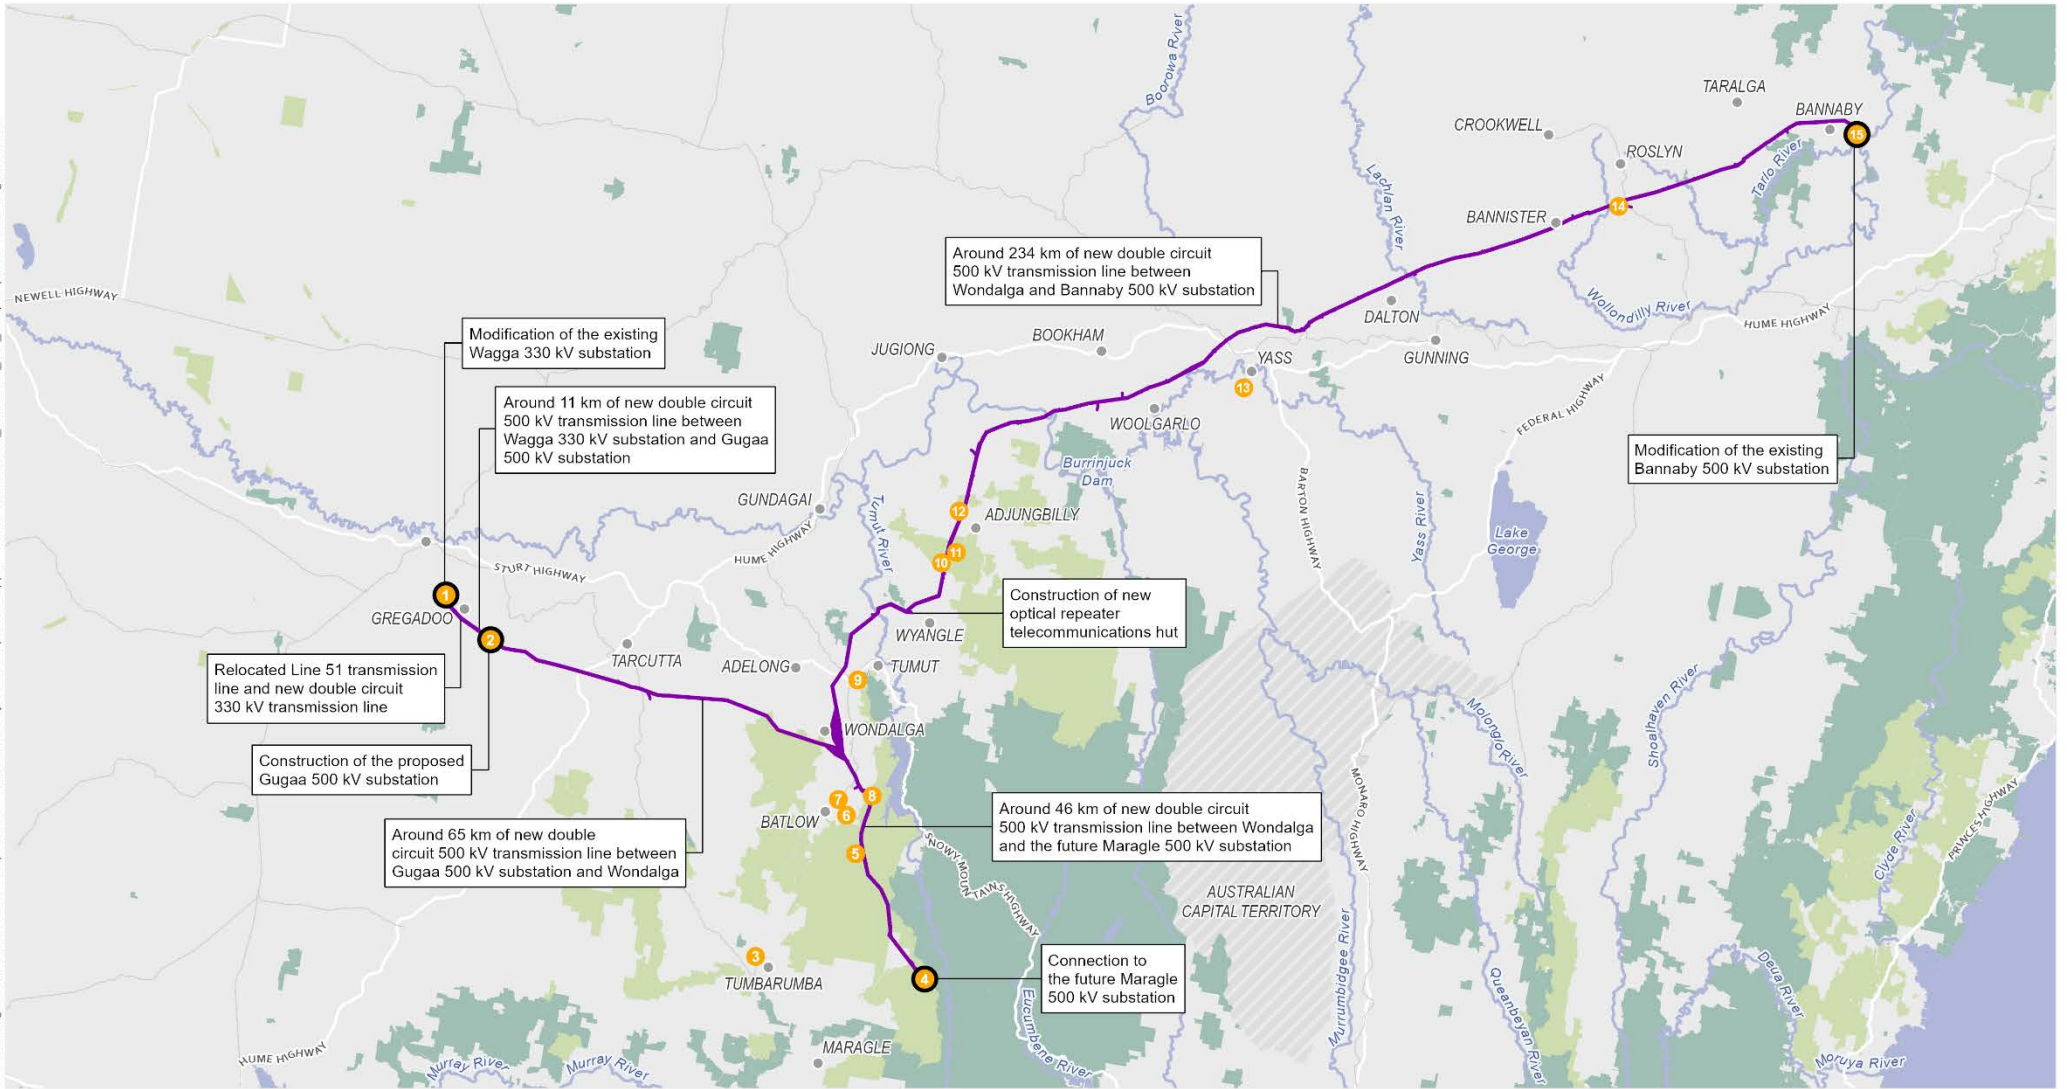 TARALGA
BANNABY
CROOKWELL
15
ROSLYN
Boorowa River
Tarlo River
Lachlan River
14
BANNISTER
Around 234 km of new double circuit
500 kV transmission line between
Wondalga and Bannaby 500 kV substation
NEWELL HIGHWAY
Wollondilly River
DALTON
HUME HIGHWAY
Modification of the existing
Wagga 330 kV substation
JUGIONG
BOOKHAM
YASS
GUNNING
13
Around 11 km of new double circuit
500 kV transmission line between
Wagga 330 kV substation and Gugaa
500 kV substation
FEDERAL HIGHWAY
WOOLGARLO
Modification of the existing
Bannaby 500 kV substation
Burrinjuck
Dam
BARTON HIGHWAY
GUNDAGAI
Tumut River
12
ADJUNGBILLY
Yass River
Lake
George
HUME HIGHWAY
11
10
STURT HIGHWAY
1
GREGADOO
Construction of new
optical repeater
telecommunications hut
2
WYANGLE
TARCUTTA
ADELONG
TUMUT
9
Relocated Line 51 transmission
line and new double circuit
330 kV transmission line
Molonglo River
Shoalhaven River
WONDALGA
Construction of the proposed
Gugaa 500 kV substation
MONARO HIGHWAY
7
8
6
BATLOW
Around 46 km of new double circuit
500 kV transmission line between Wondalga
and the future Maragle 500 kV substation
Around 65 km of new double
circuit 500 kV transmission line between
Gugaa 500 kV substation and Wondalga
5
SNOWY MOUNTAINS HIGHWAY
PRINCES HIGHWAY
Clyde River
AUSTRALIAN
CAPITAL TERRITORY
Murrumbidgee River
3
TUMBARUMBA
4
Connection to
the future Maragle
500 kV substation
Queanbeyan River
Deua River
Eucumbene River
MARAGLE
HUME HIGHWAY
Murray River
Murray River
Moruya River